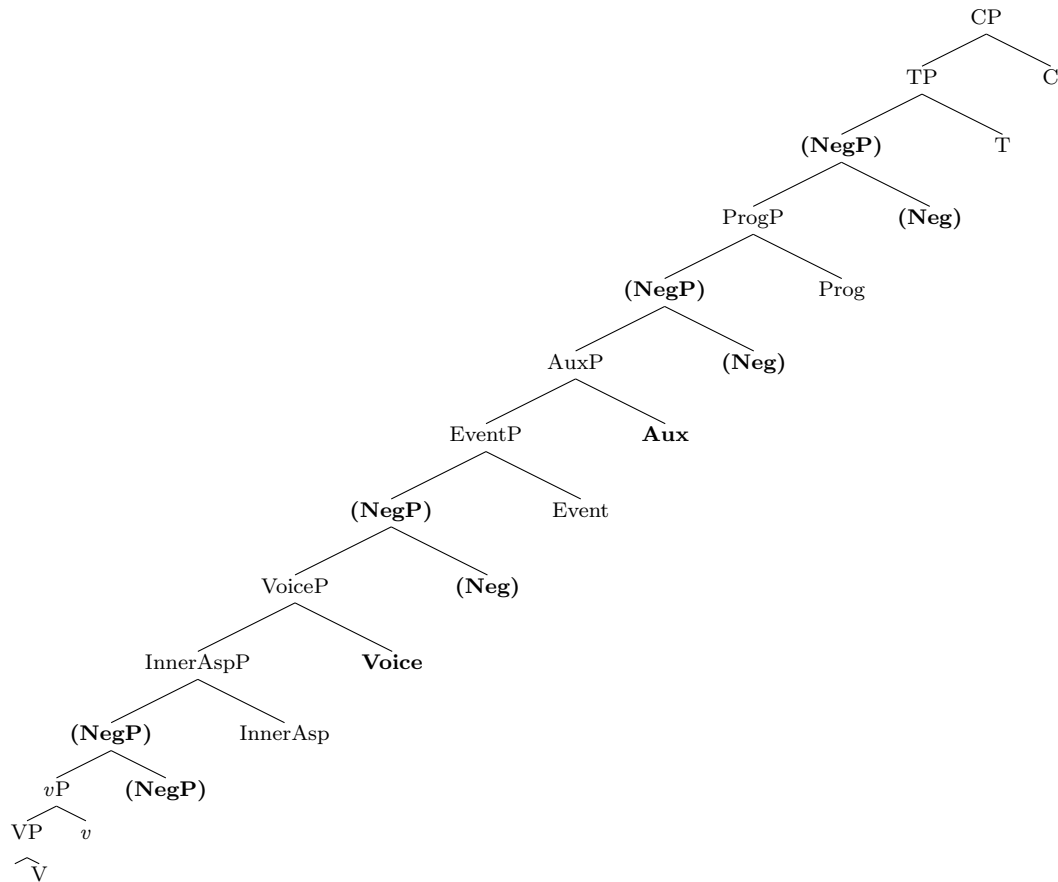 CP
TP C
(NegP) T
ProgP (Neg)
(NegP) Prog
AuxP (Neg)
EventP Aux
(NegP) Event
VoiceP (Neg)
InnerAspP Voice
(NegP) InnerAsp
vP (NegP)
VP v
V